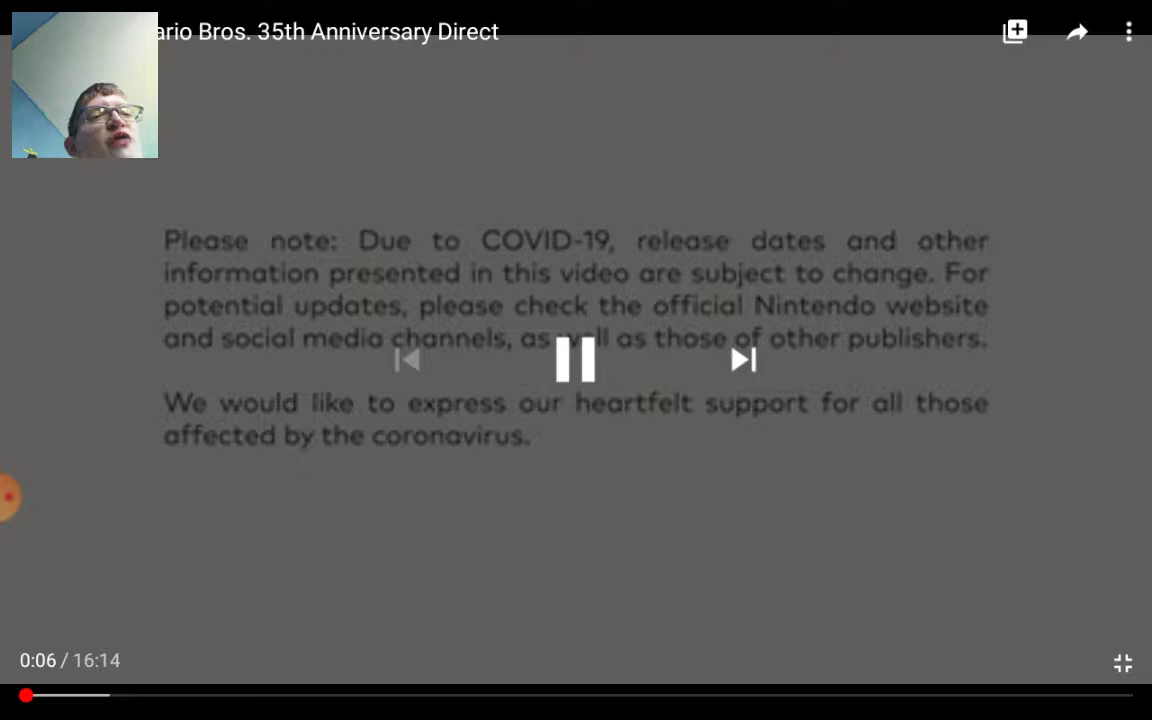 ario Bros. 35th Anniversary Direct
Please note: Due to COVID-19, release dates and other
information presented in this video are subject to change. For
potential updates, please check the official Nintendo website
and social media channels, as well as those of other publishers.
We would like to express our heartfelt support for all those
affected by the coronavirus.
0:06 / 16:14